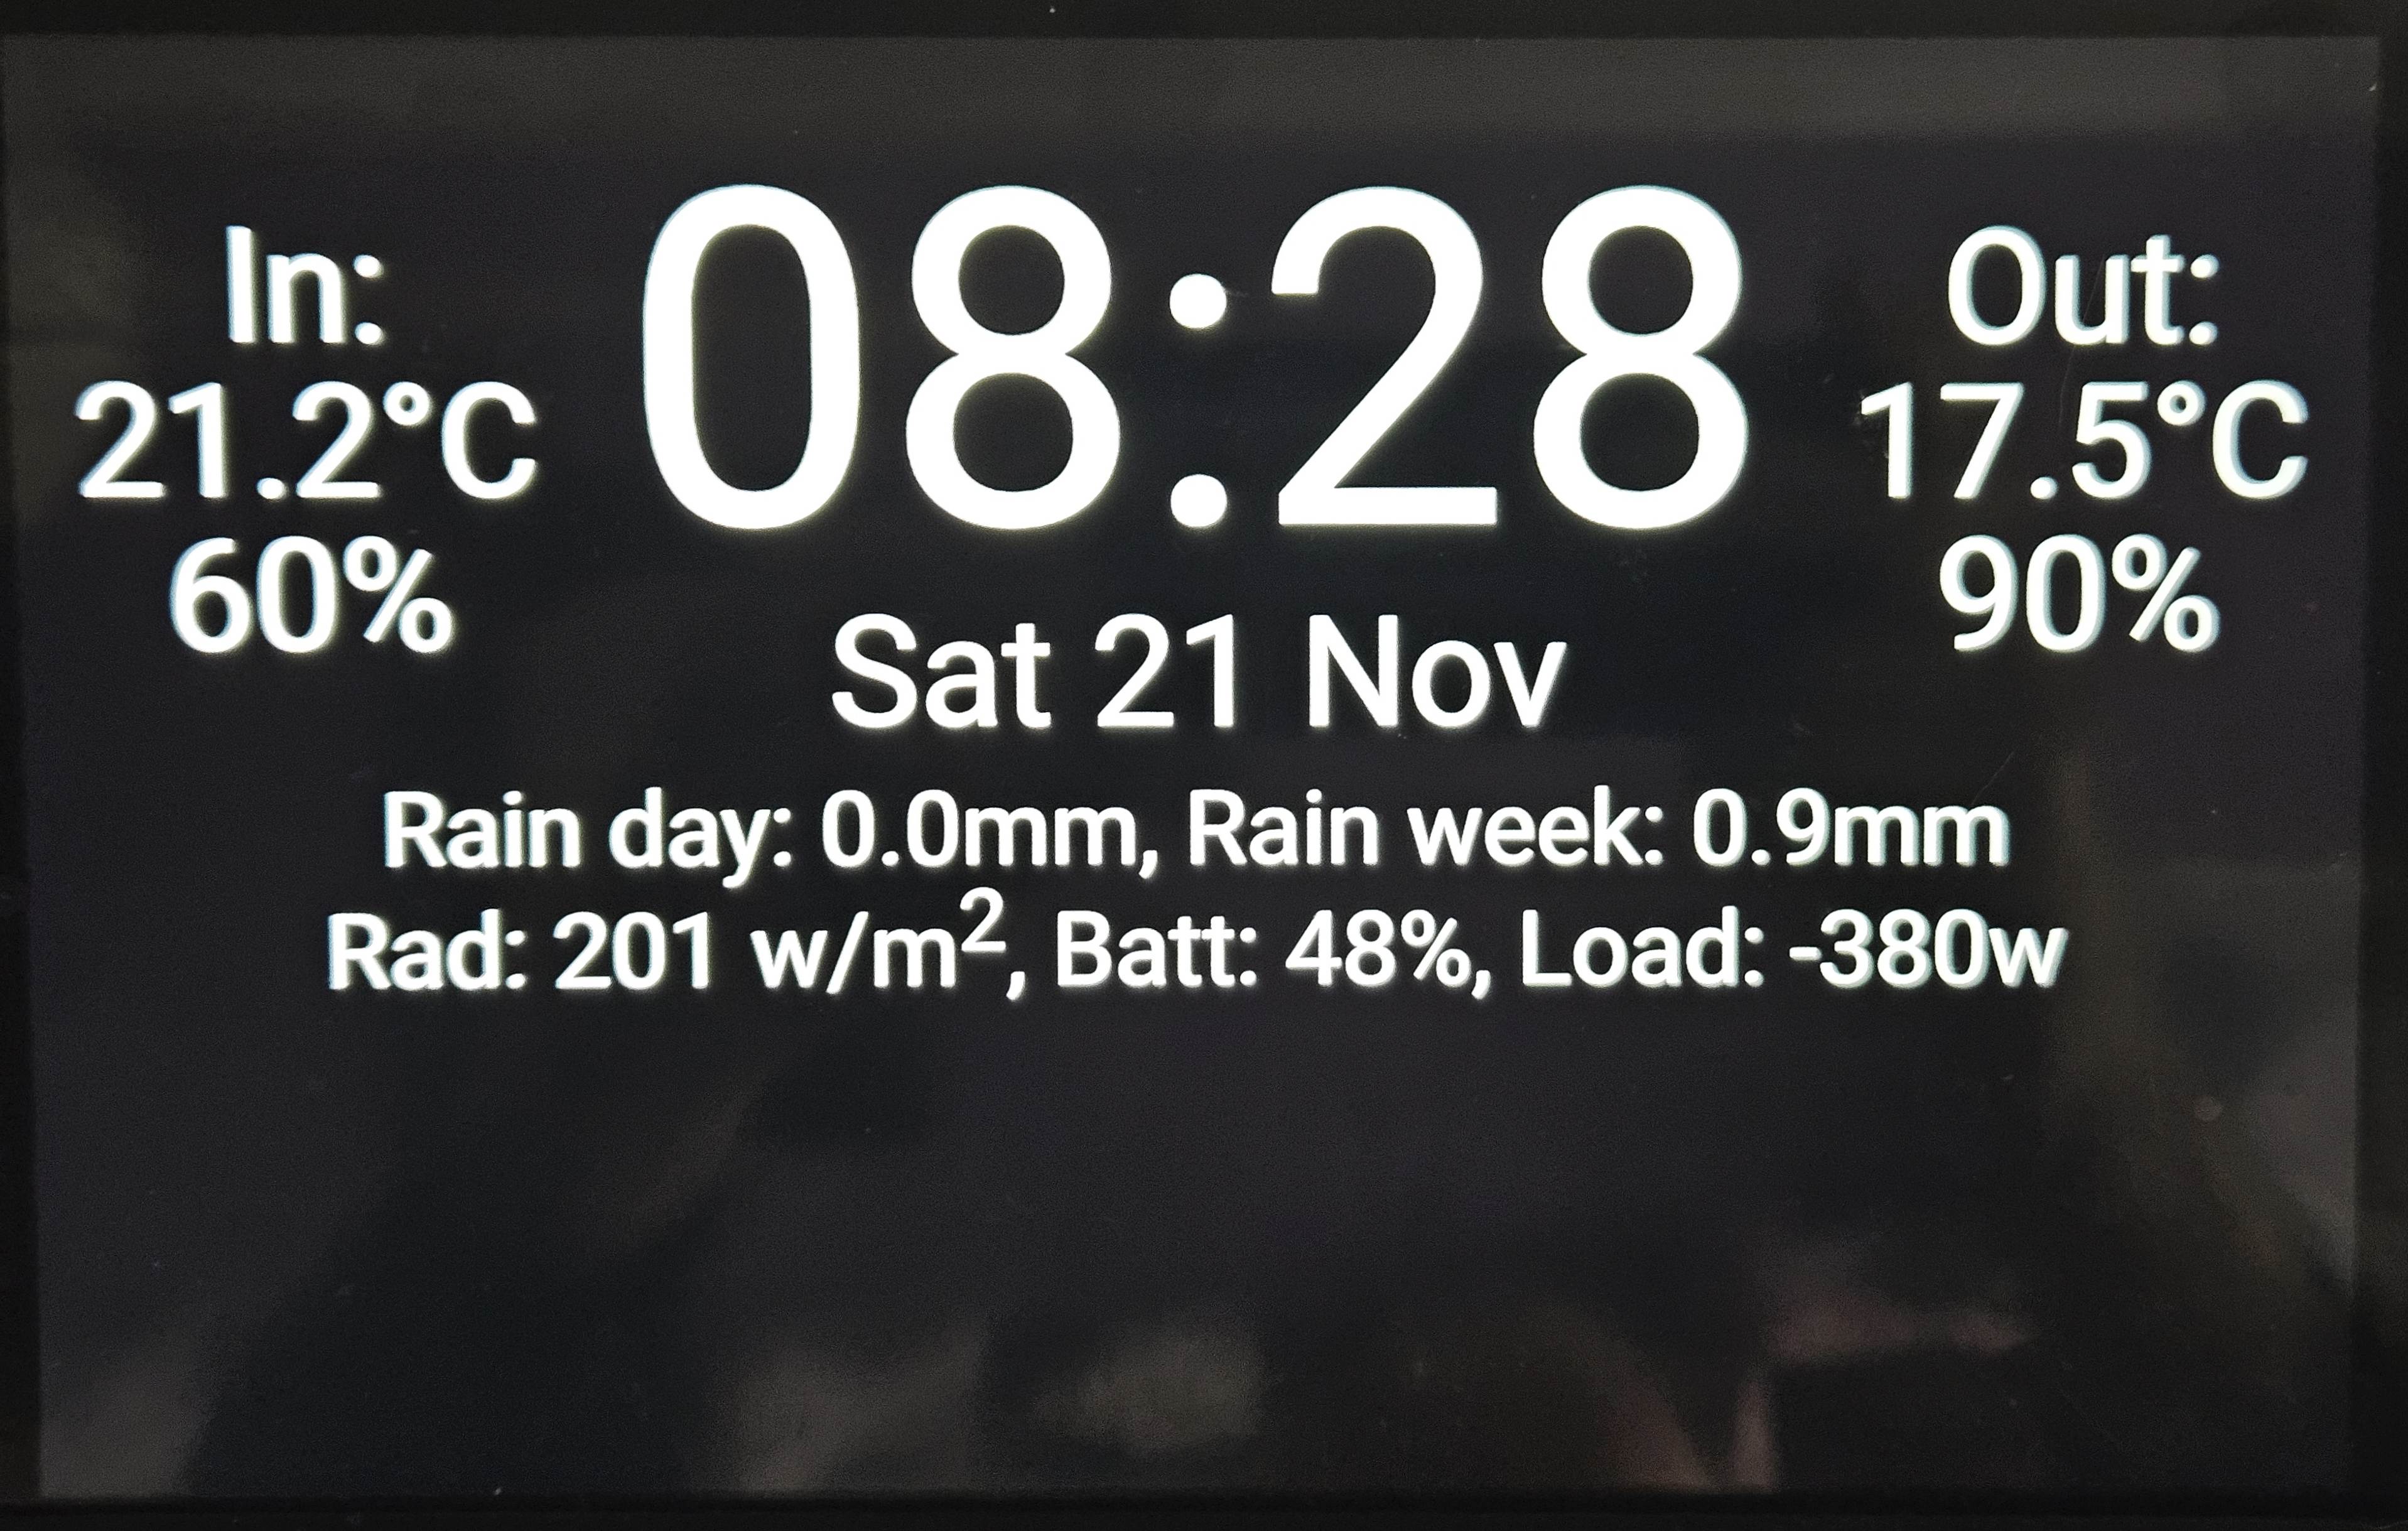 In:
21.2°C
60%
08:28
Sat 21 Nov
Out:
17.5°C
90%
Rain day: 0.0mm, Rain week: 0.9mm
Rad: 201 w/m², Batt: 48%, Load: -380w